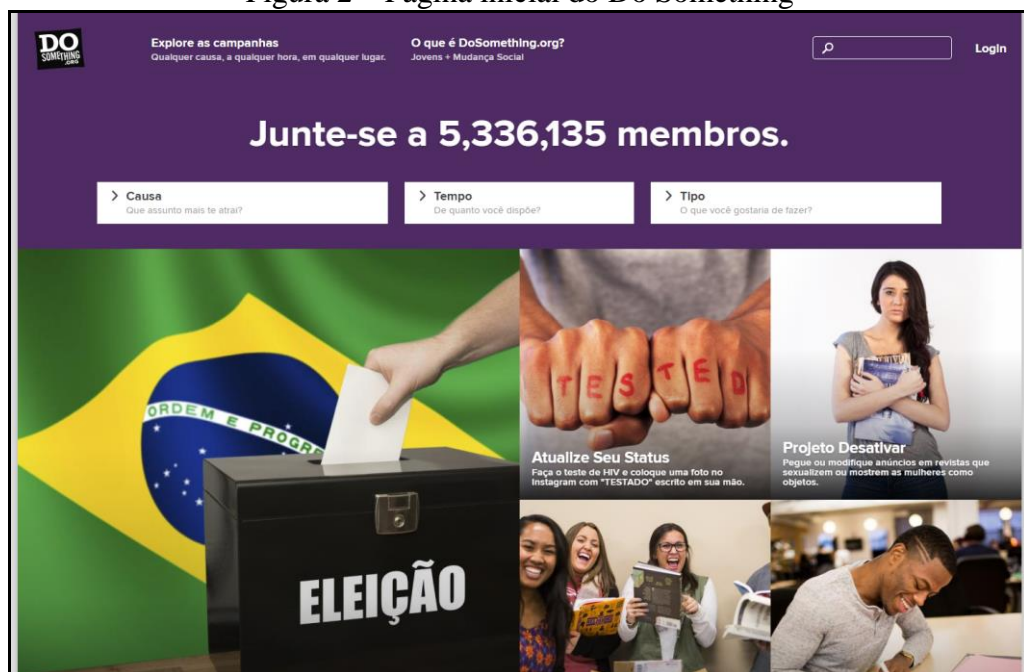 Figura 2 – Página inicial do Do Something
DO
SOMETHING
.ORG
Explore as campanhas
Qualquer causa, a qualquer hora, em qualquer lugar.
O que é DoSomething.org?
Jovens + Mudança Social
Login
Junte-se a 5,336,135 membros.
Causa
Que assunto mais te atrai?
Tempo
De quanto você dispõe?
Tipo
O que você gostaria de fazer?
ORDEM E PROGRE
ELEIÇÃO
TESTED
Atualize Seu Status
Faça o teste de HIV e coloque uma foto no
Instagram com "TESTADO" escrito em sua mão.
Projeto Desativar
Pegue ou modifique anúncios em revistas que
sexualizem ou mostrem as mulheres como
objetos.